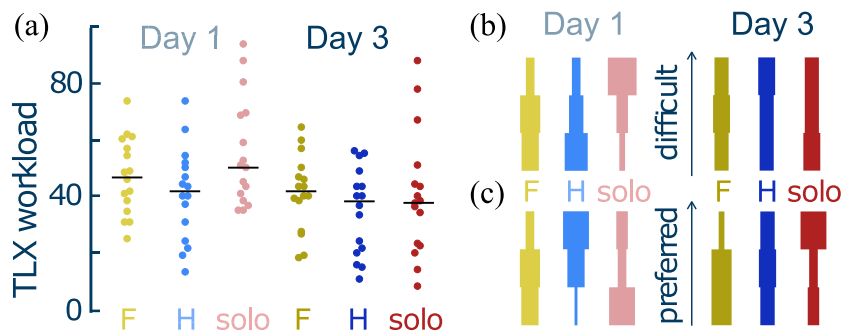 (a)
Day 1
Day 3
TLX workload
80
40
0
F
H
solo
F
H
solo
(b)
Day 1
Day 3
difficult
F
H
solo
F
H
solo
(c)
preferred